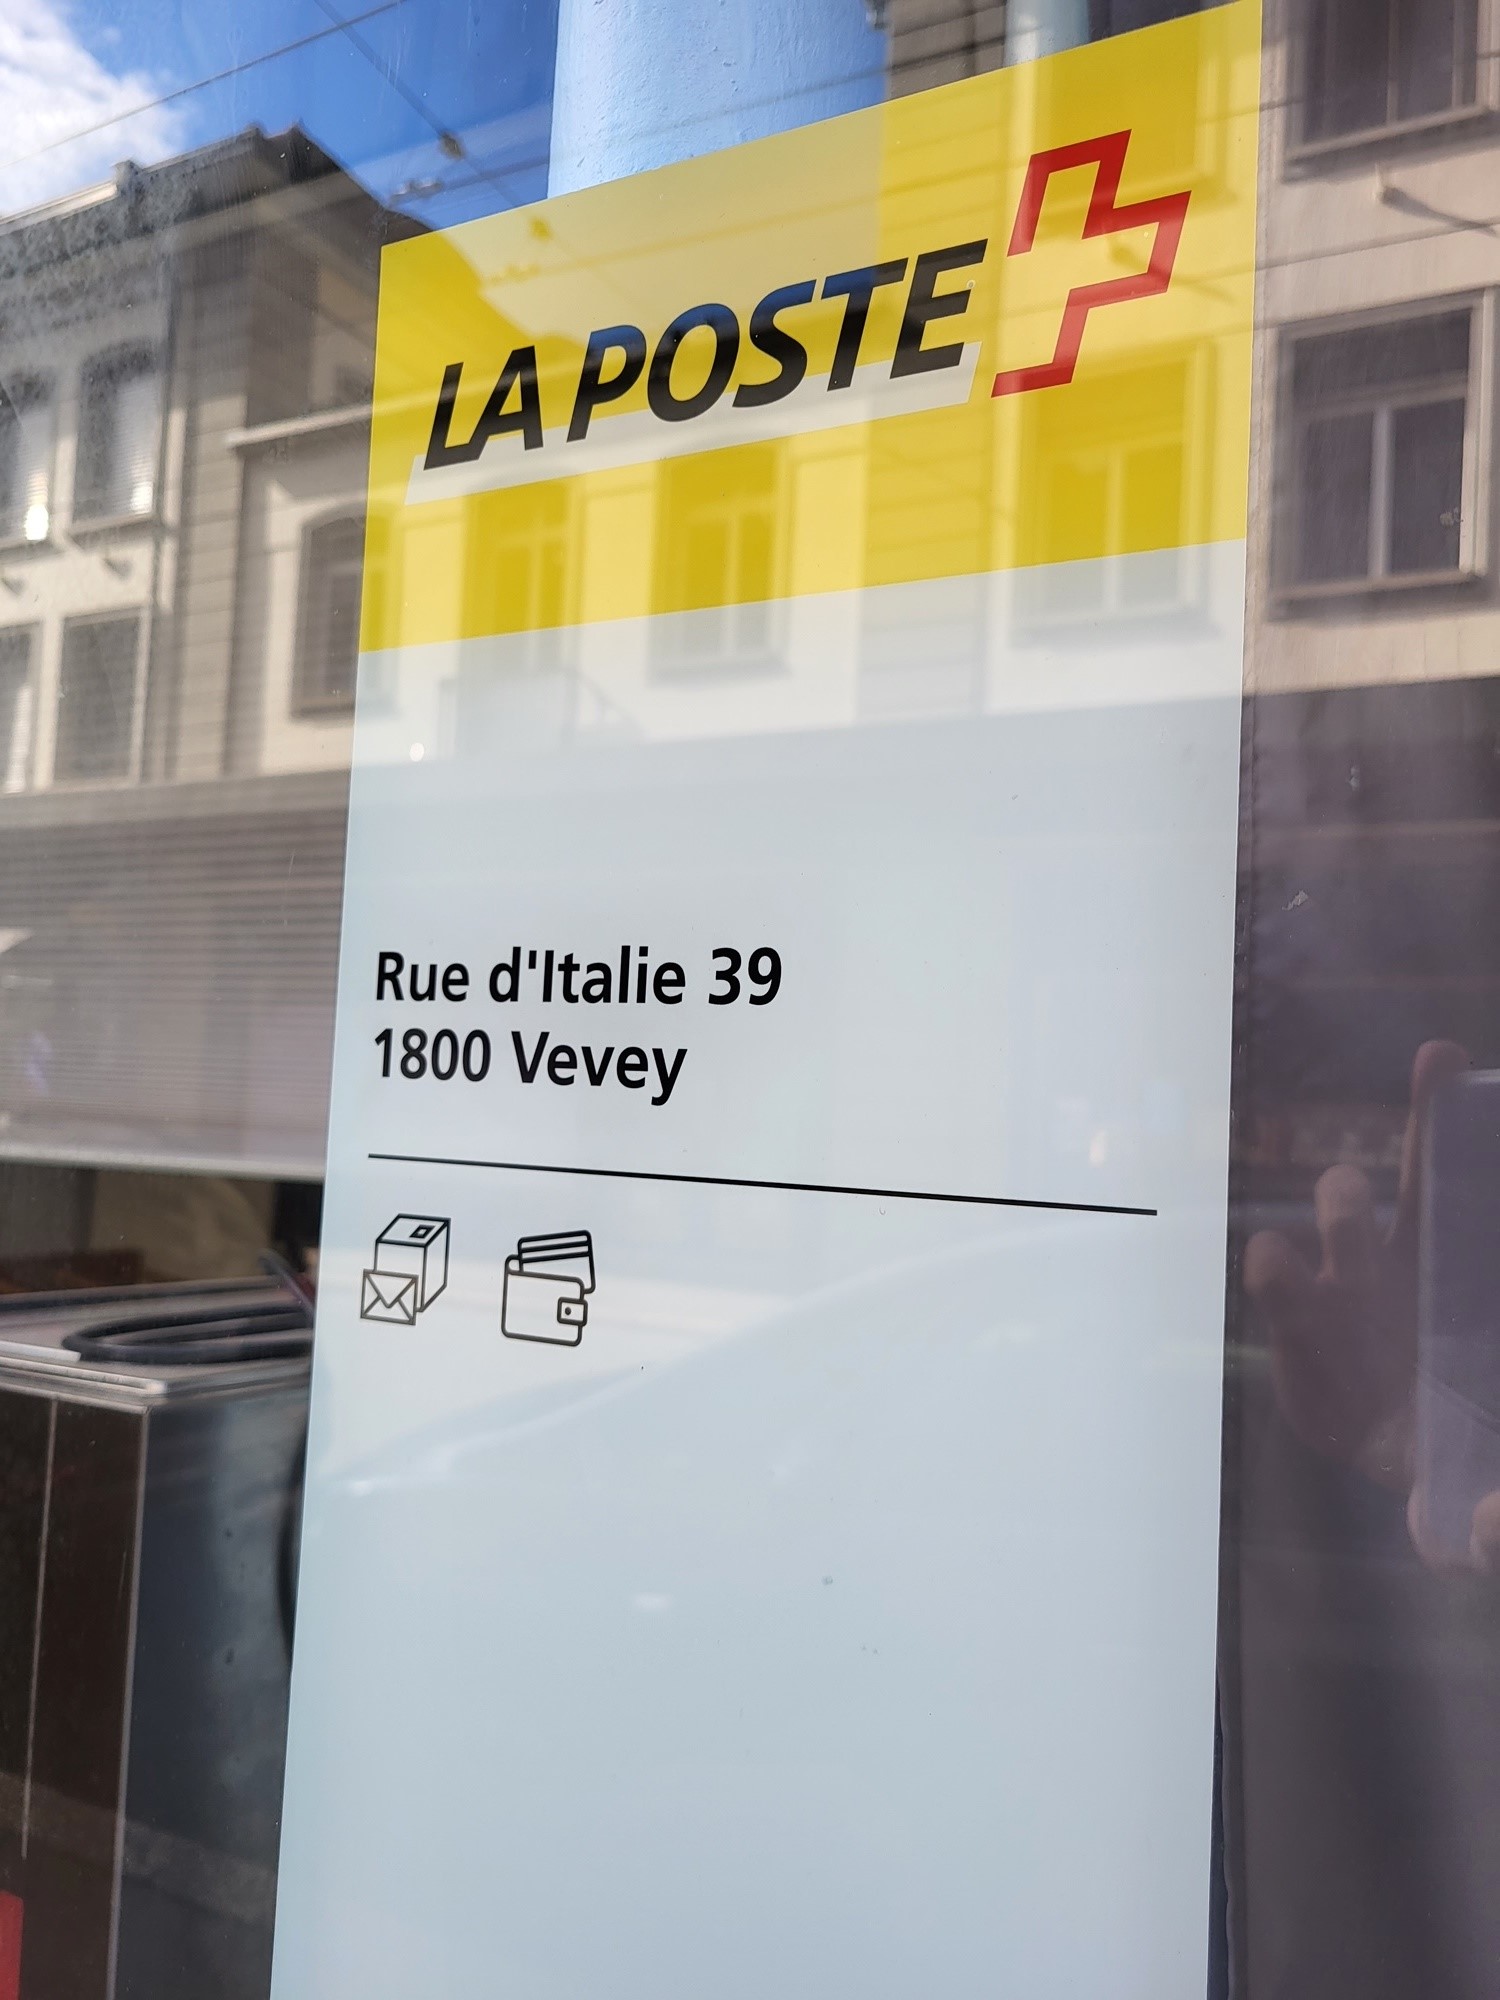 LA POSTE
Rue d'Italie 39
1800 Vevey